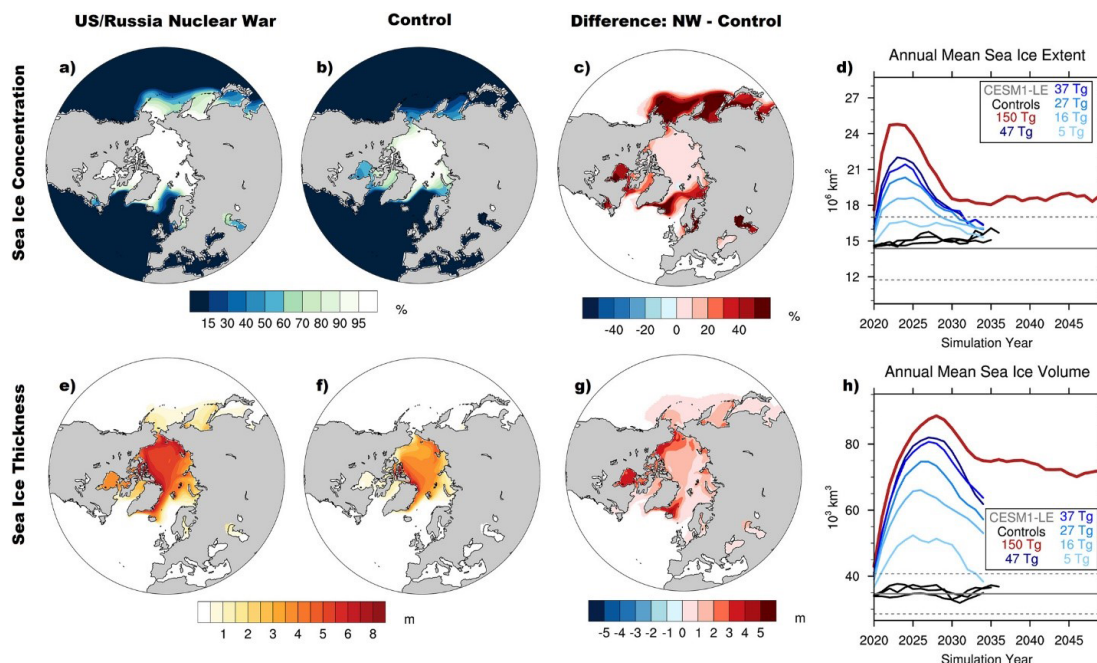 US/Russia Nuclear War
Control
Difference: NW - Control
Sea Ice Concentration
a)
b)
c)
d)
Annual Mean Sea Ice Extent
CESM1-LE 37 Tg
Controls 27 Tg
150 Tg 16 Tg
47 Tg 5 Tg
27
24
21
18
15
12
10⁶ km²
2020 2025 2030 2035 2040 2045
Simulation Year
15 30 40 50 60 70 80 90 95 %
-40 -20 0 20 40 %
Sea Ice Thickness
e)
f)
g)
h)
Annual Mean Sea Ice Volume
80
60
40
20
10³ km³
CESM1-LE 37 Tg
Controls 27 Tg
150 Tg 16 Tg
47 Tg 5 Tg
2020 2025 2030 2035 2040 2045
Simulation Year
1 2 3 4 5 6 7 8 m
-5 -4 -3 -2 -1 0 1 2 3 4 5 m